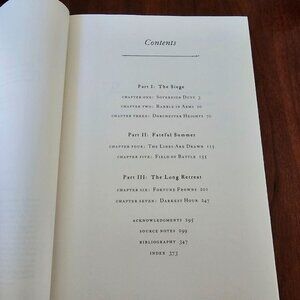 Contents
Part I: The Siege
CHAPTER ONE: SOVEREIGN DUTY 3
CHAPTER TWO: RABBLE IN ARMS 20
CHAPTER THREE: DORCHESTER HEIGHTS 70
Part II: Fateful Summer
CHAPTER FOUR: THE LINES ARE DRAWN 115
CHAPTER FIVE: FIELD OF BATTLE 155
Part III: The Long Retreat
CHAPTER SIX: FORTUNE FROWNS 201
CHAPTER SEVEN: DARKEST HOUR 247
ACKNOWLEDGMENTS 295
SOURCE NOTES 299
BIBLIOGRAPHY 347
INDEX 373